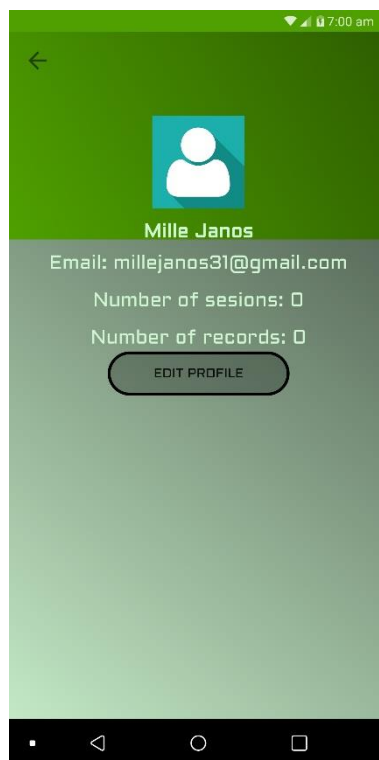 7:00 am
Mille Janos
Email: millejanos31@gmail.com
Number of sesions: 0
Number of records: 0
EDIT PROFILE